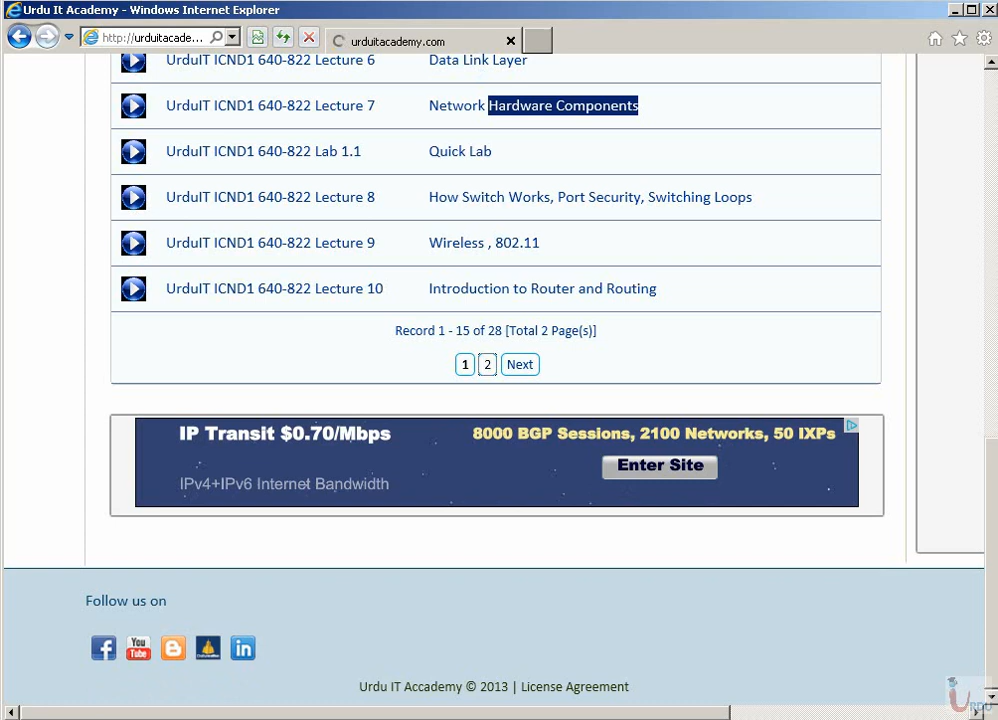 Urdu It Academy - Windows Internet Explorer
http://urduitacade...
urduitacademy.com
UrduIT ICND1 640-822 Lecture 6 Data Link Layer
UrduIT ICND1 640-822 Lecture 7 Network Hardware Components
UrduIT ICND1 640-822 Lab 1.1 Quick Lab
UrduIT ICND1 640-822 Lecture 8 How Switch Works, Port Security, Switching Loops
UrduIT ICND1 640-822 Lecture 9 Wireless , 802.11
UrduIT ICND1 640-822 Lecture 10 Introduction to Router and Routing
Record 1 - 15 of 28 [Total 2 Page(s)]
1 2 Next
IP Transit $0.70/Mbps 8000 BGP Sessions, 2100 Networks, 50 IXPs
Enter Site
IPv4+IPv6 Internet Bandwidth
Follow us on
f You Tube B in
Urdu IT Accademy © 2013 | License Agreement
URDU